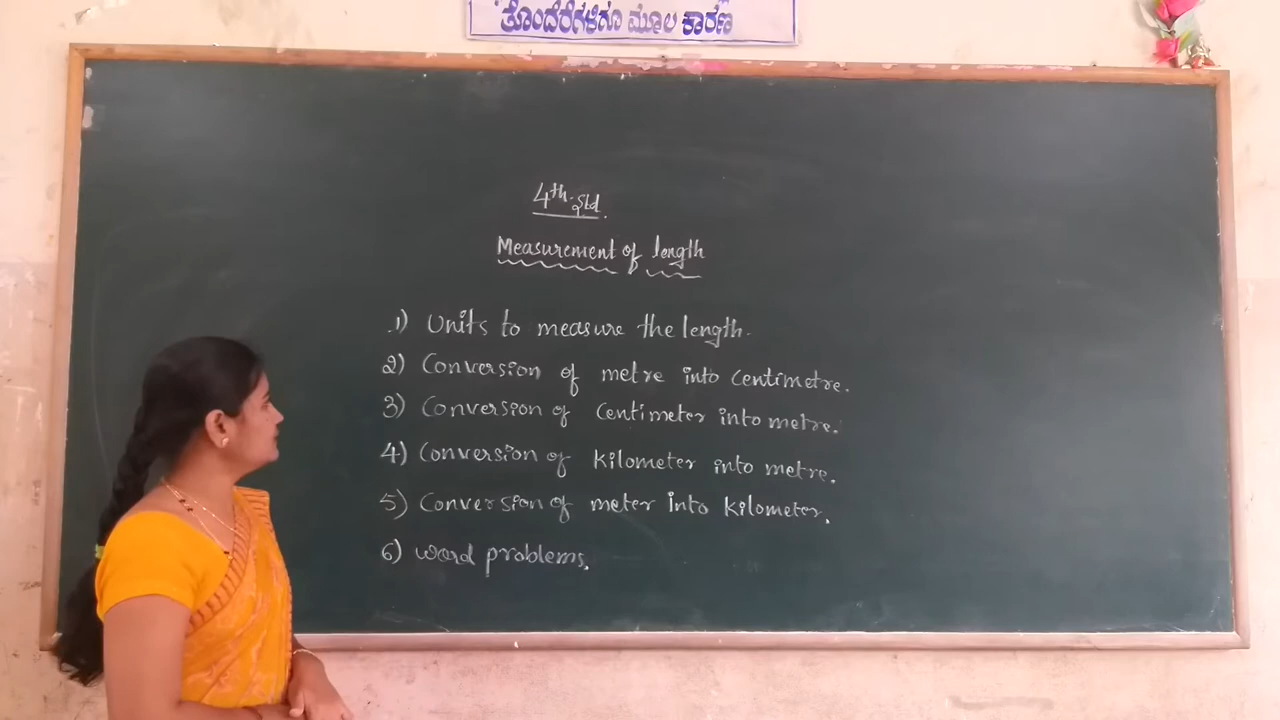 ತೊಂದರೆಗಳಿಗೂ ಮೂಲ ಕಾರಣ
4th. Std.
Measurement of length
1) Units to measure the length.
2) Conversion of metre into centimetre.
3) Conversion of Centimeter into metre.
4) Conversion of kilometer into metre.
5) Conversion of meter into kilometer.
6) word problems.